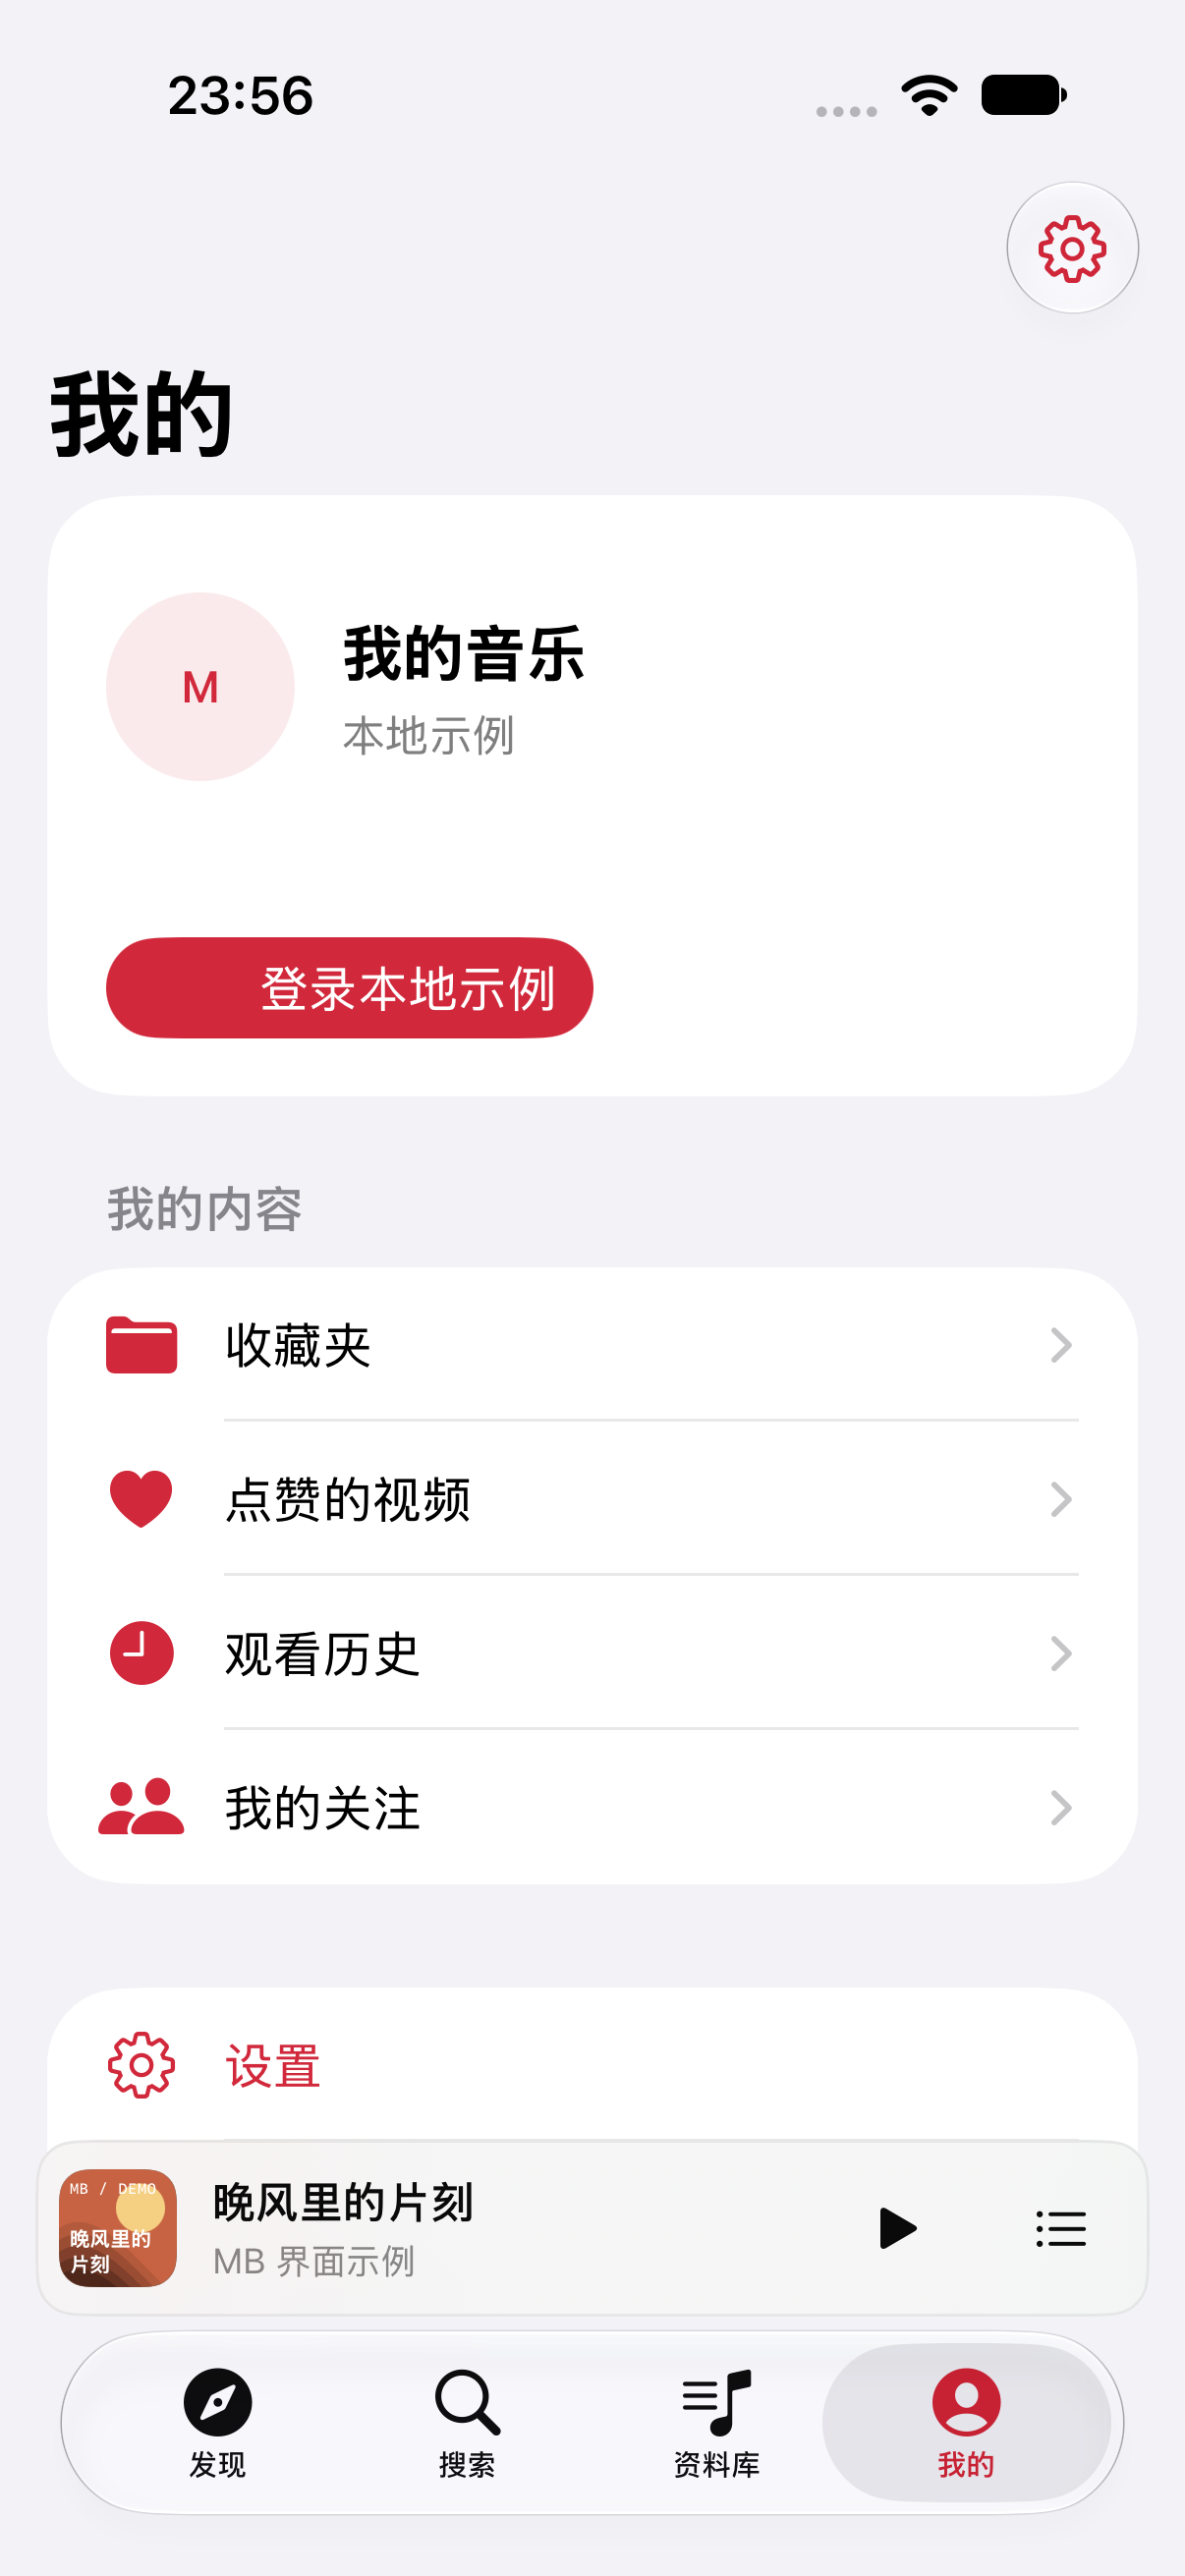 23:56
我的
M
我的音乐
本地示例
登录本地示例
我的内容
收藏夹
点赞的视频
观看历史
我的关注
设置
MB / DEMO
晚风里的
片刻
晚风里的片刻
MB 界面示例
发现
搜索
资料库
我的